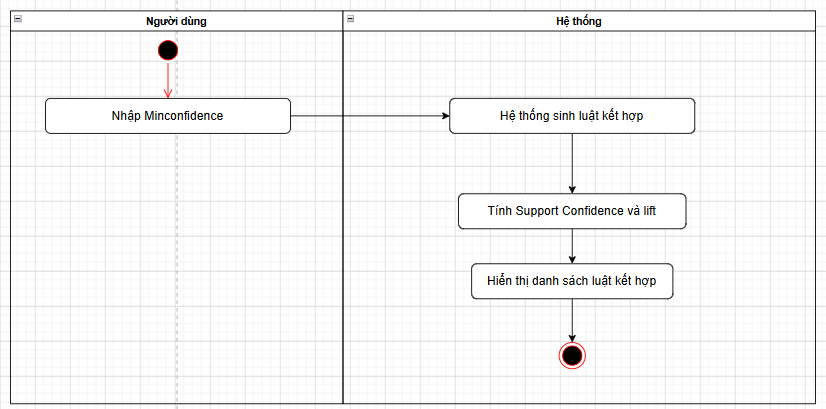 Người dùng
Hệ thống
Nhập Minconfidence
Hệ thống sinh luật kết hợp
Tính Support Confidence và lift
Hiển thị danh sách luật kết hợp